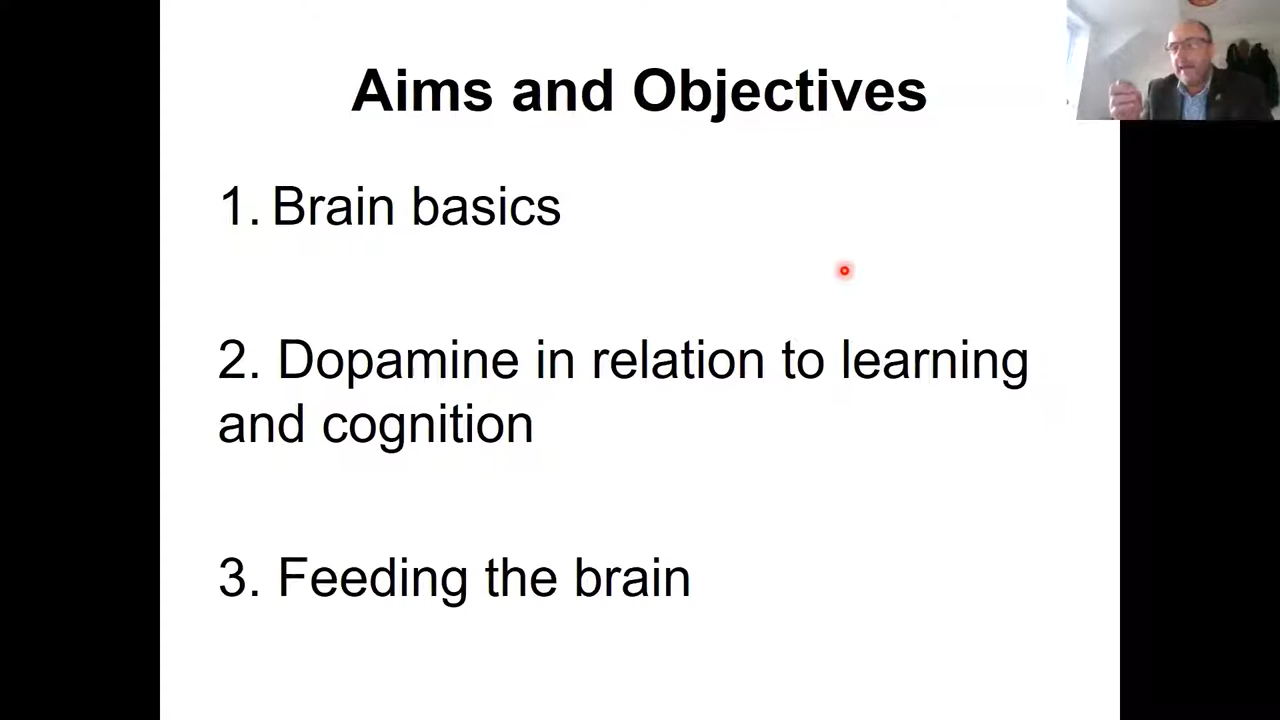 Aims and Objectives
1. Brain basics
2. Dopamine in relation to learning
and cognition
3. Feeding the brain